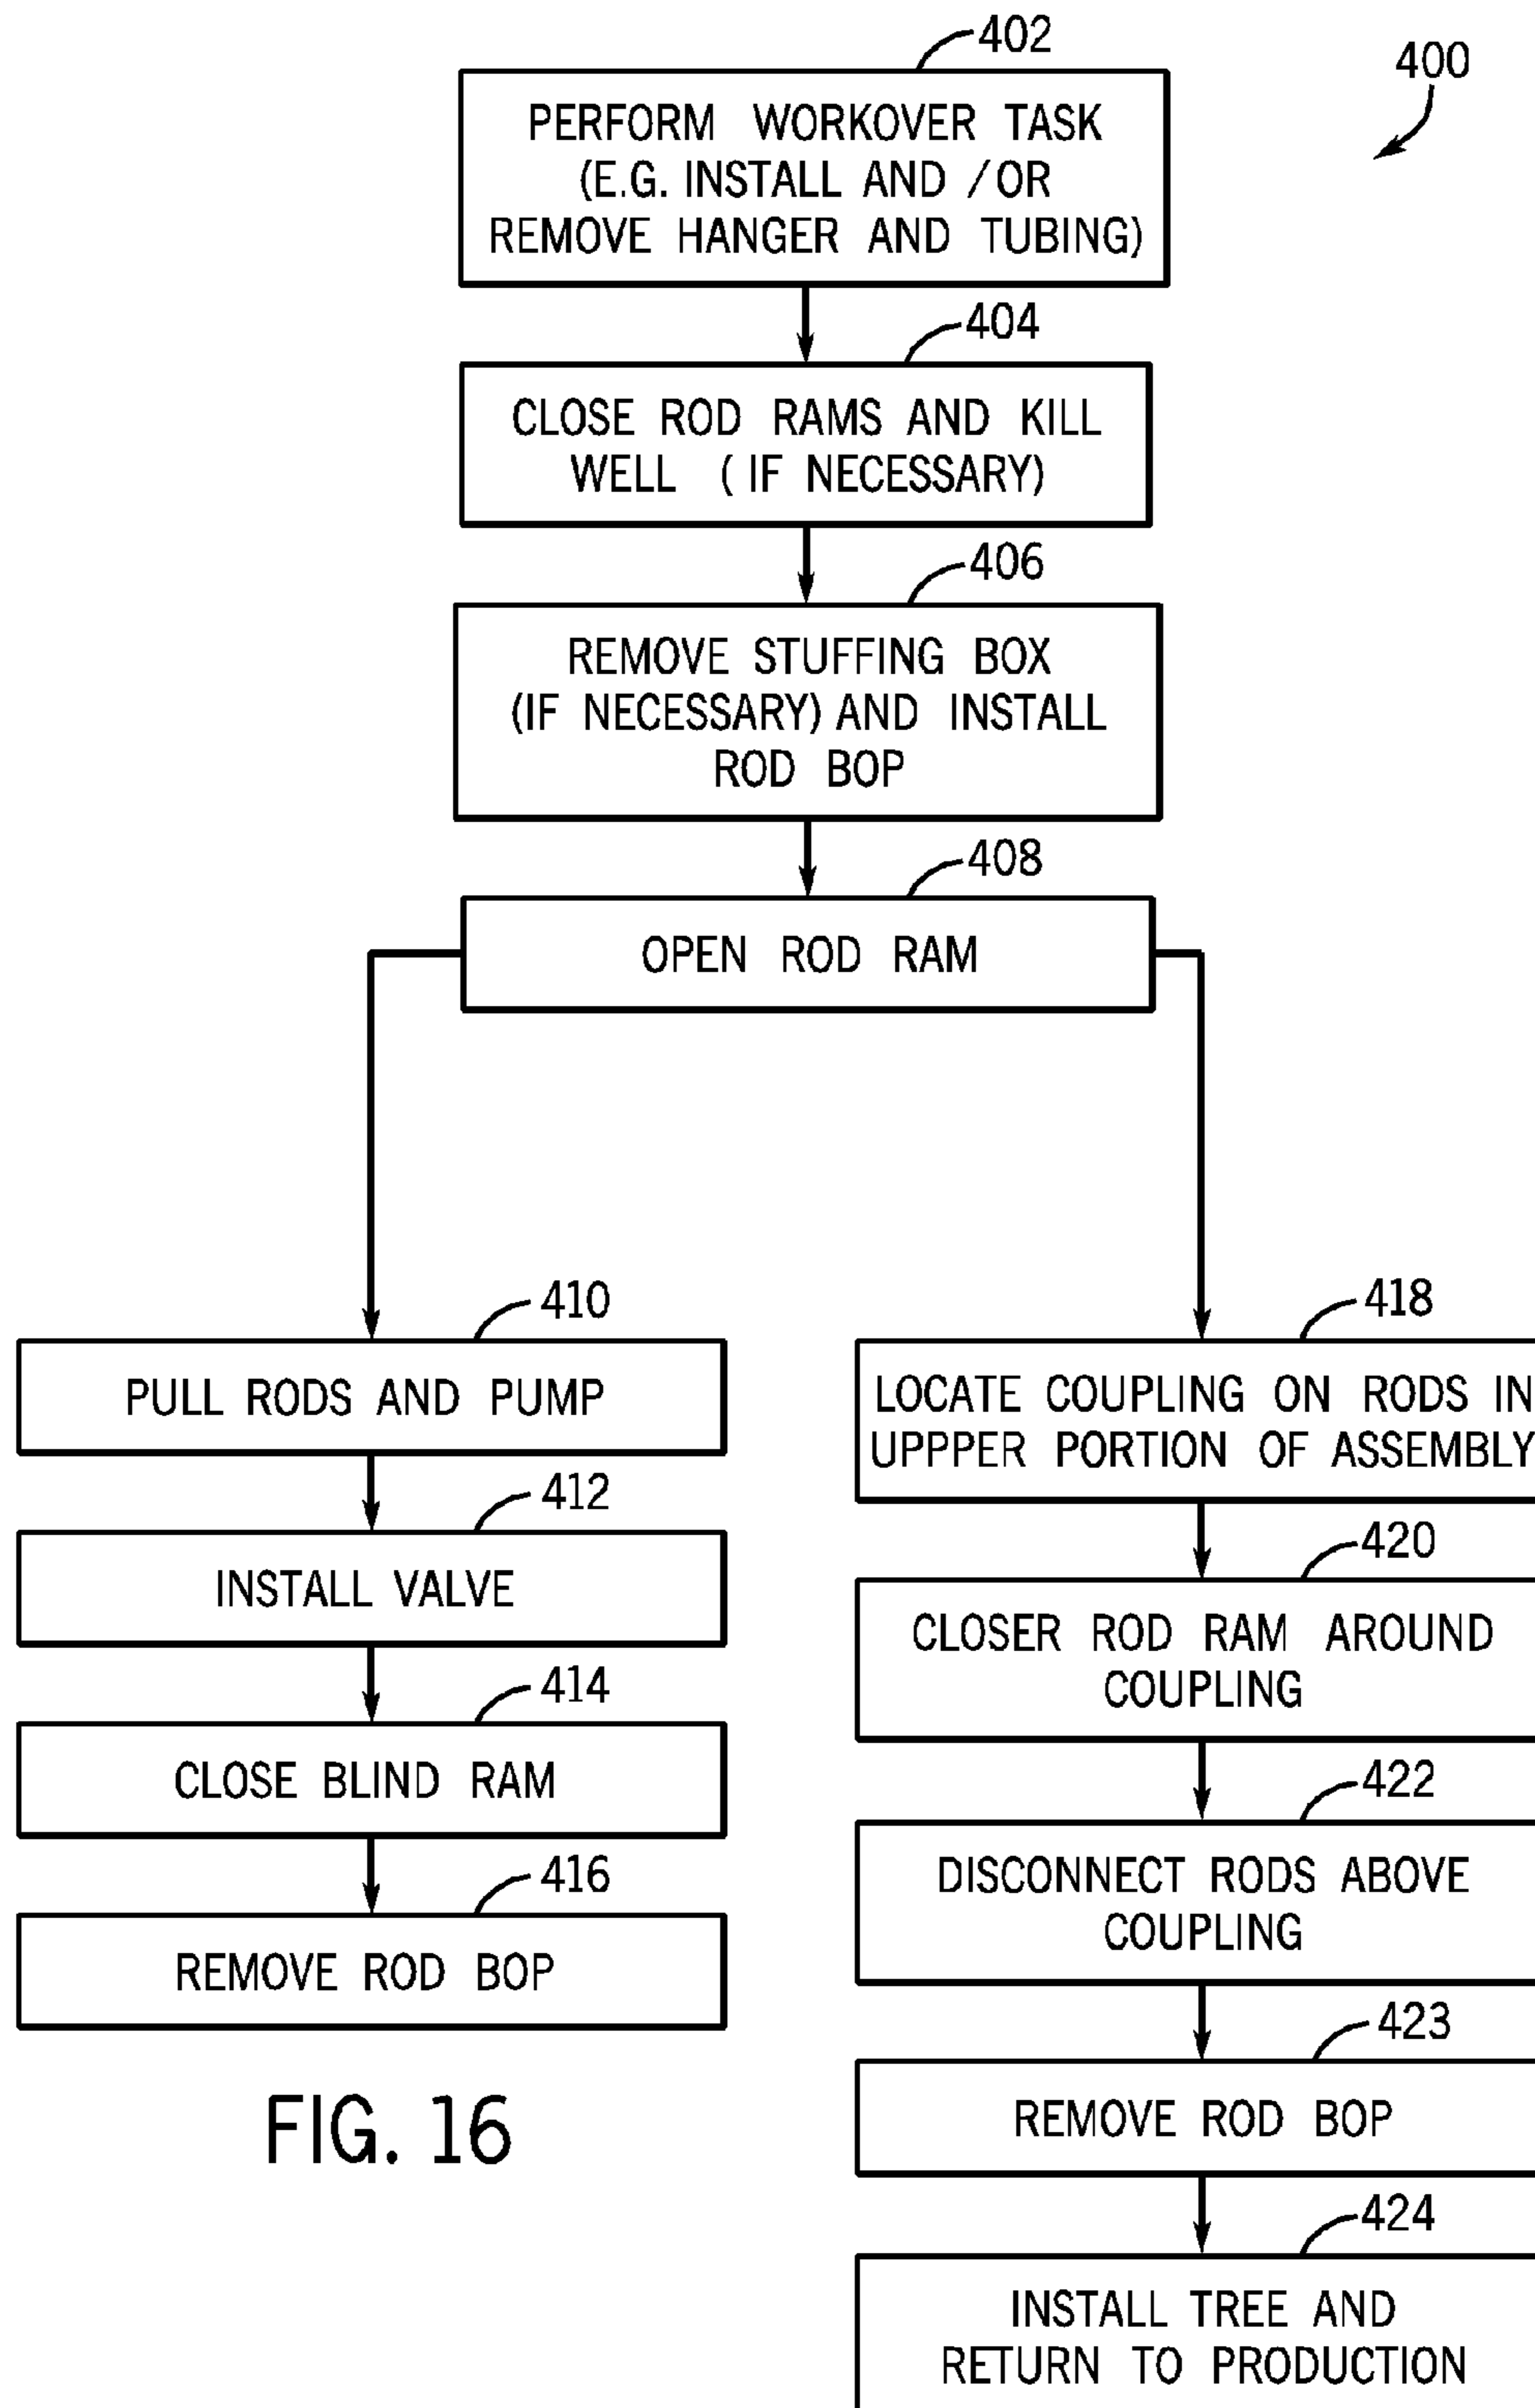 400
402
PERFORM WORKOVER TASK
(E.G. INSTALL AND /OR
REMOVE HANGER AND TUBING)
404
CLOSE ROD RAMS AND KILL
WELL ( IF NECESSARY)
406
REMOVE STUFFING BOX
(IF NECESSARY) AND INSTALL
ROD BOP
408
OPEN ROD RAM
410
PULL RODS AND PUMP
412
INSTALL VALVE
414
CLOSE BLIND RAM
416
REMOVE ROD BOP
418
LOCATE COUPLING ON RODS IN
UPPPER PORTION OF ASSEMBLY
420
CLOSER ROD RAM AROUND
COUPLING
422
DISCONNECT RODS ABOVE
COUPLING
423
REMOVE ROD BOP
424
INSTALL TREE AND
RETURN TO PRODUCTION
FIG. 16